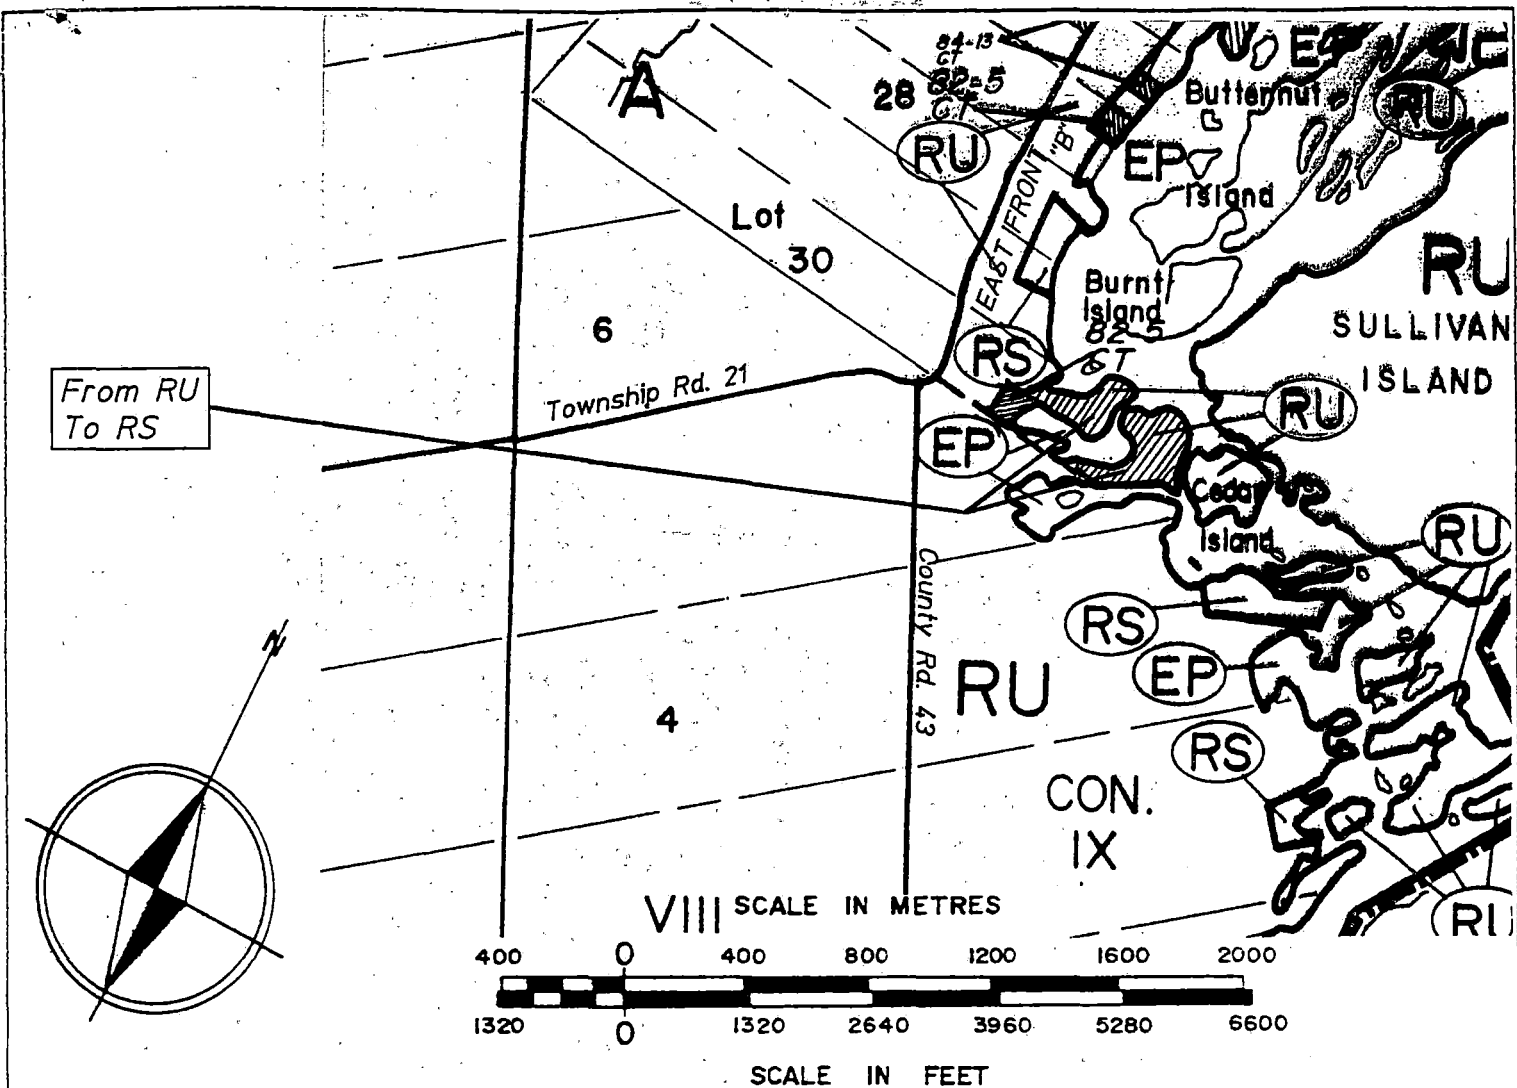 84-13
CT
82-5
CT
28
A
RU
EAST FRONT "B"
EP
Butternut
Island
EP
RU
Lot
30
6
Burnt
Island
82-5
CT
RU
SULLIVAN
ISLAND
RS
RU
From RU
To RS
Township Rd. 21
EP
Cedar
Island
RU
County Rd. 43
RS
RU
EP
4
RS
CON.
IX
N
RU
VIII
SCALE IN METRES
400 0 400 800 1200 1600 2000
1320 0 1320 2640 3960 5280 6600
SCALE IN FEET